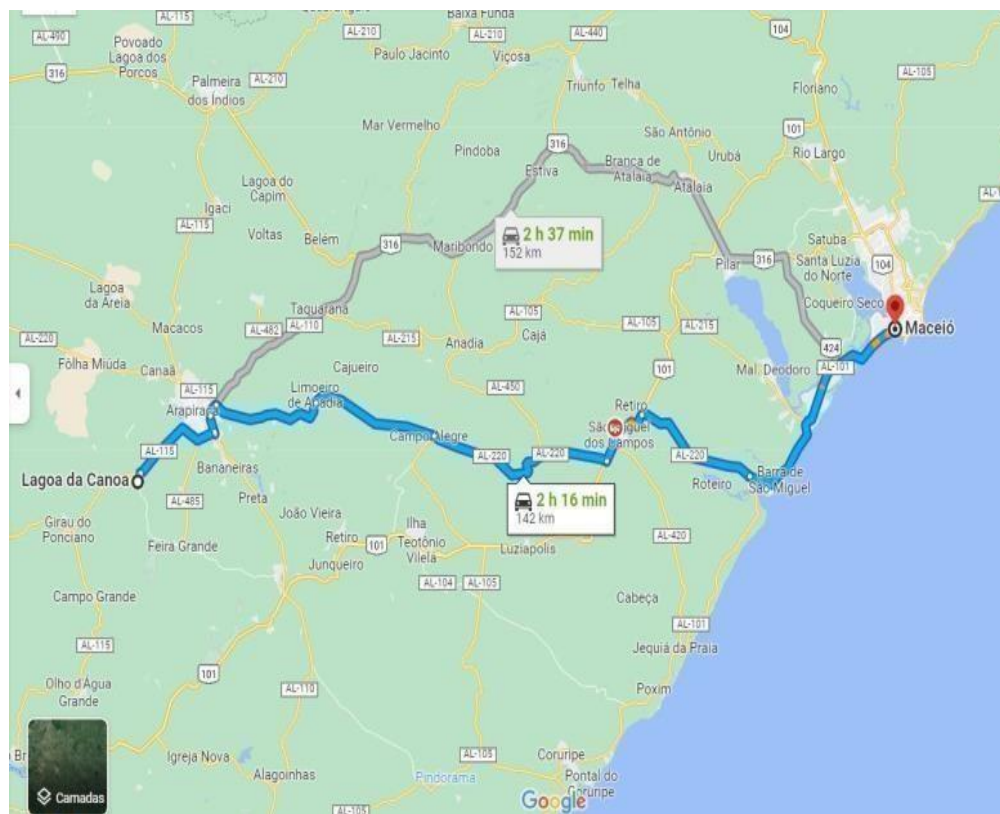 AL-115
AL-210
Baixa Funda
AL-490
Povoado
Lagoa dos
Porcos
AL-210
Paulo Jacinto
AL-210
AL-440
104
Viçosa
316
Palmeira
dos Índios
AL-210
Triunfo
Telha
Floriano
AL-105
Mar Vermelho
São Antônio
101
316
Pindoba
Estiva
Branca de
Atalaia
Urubá
Rio Largo
Atalaia
Lagoa do
Capim
Igaci
AL-115
Voltas
Belém
316
Maribondo
2 h 37 min
152 km
Pilar
316
Satuba
Santa Luzia
do Norte
104
Lagoa
da Areia
Coqueiro Seco
Maceió
Taquarana
AL-110
AL-482
Macacos
AL-105
Cajá
AL-105
AL-215
AL-215
Anadia
AL-220
Fôlha Miúda
Canaã
Cajueiro
424
AL-101
101
Mal. Deodoro
AL-115
Limoeiro
de Anadia
AL-450
Arapiraca
Retiro
São Miguel
dos Campos
Campo Alegre
AL-115
AL-220
AL-220
AL-220
Lagoa da Canoa
Bananeiras
Barra de
São Miguel
Roteiro
2 h 16 min
142 km
AL-485
Preta
João Vieira
Girau do
Ponciano
Feira Grande
Retiro
101
Ilha
Teotônio
Vilela
Luziapolis
AL-420
Junqueiro
AL-104
AL-105
Campo Grande
Cabeça
AL-101
AL-115
Jequiá da Praia
101
Olho d'Água
Grande
AL-110
Poxim
Igreja Nova
AL-105
Coruripe
Alagoinhas
Pindorama
Pontal do
Coruripe
Camadas
Google
AL-105